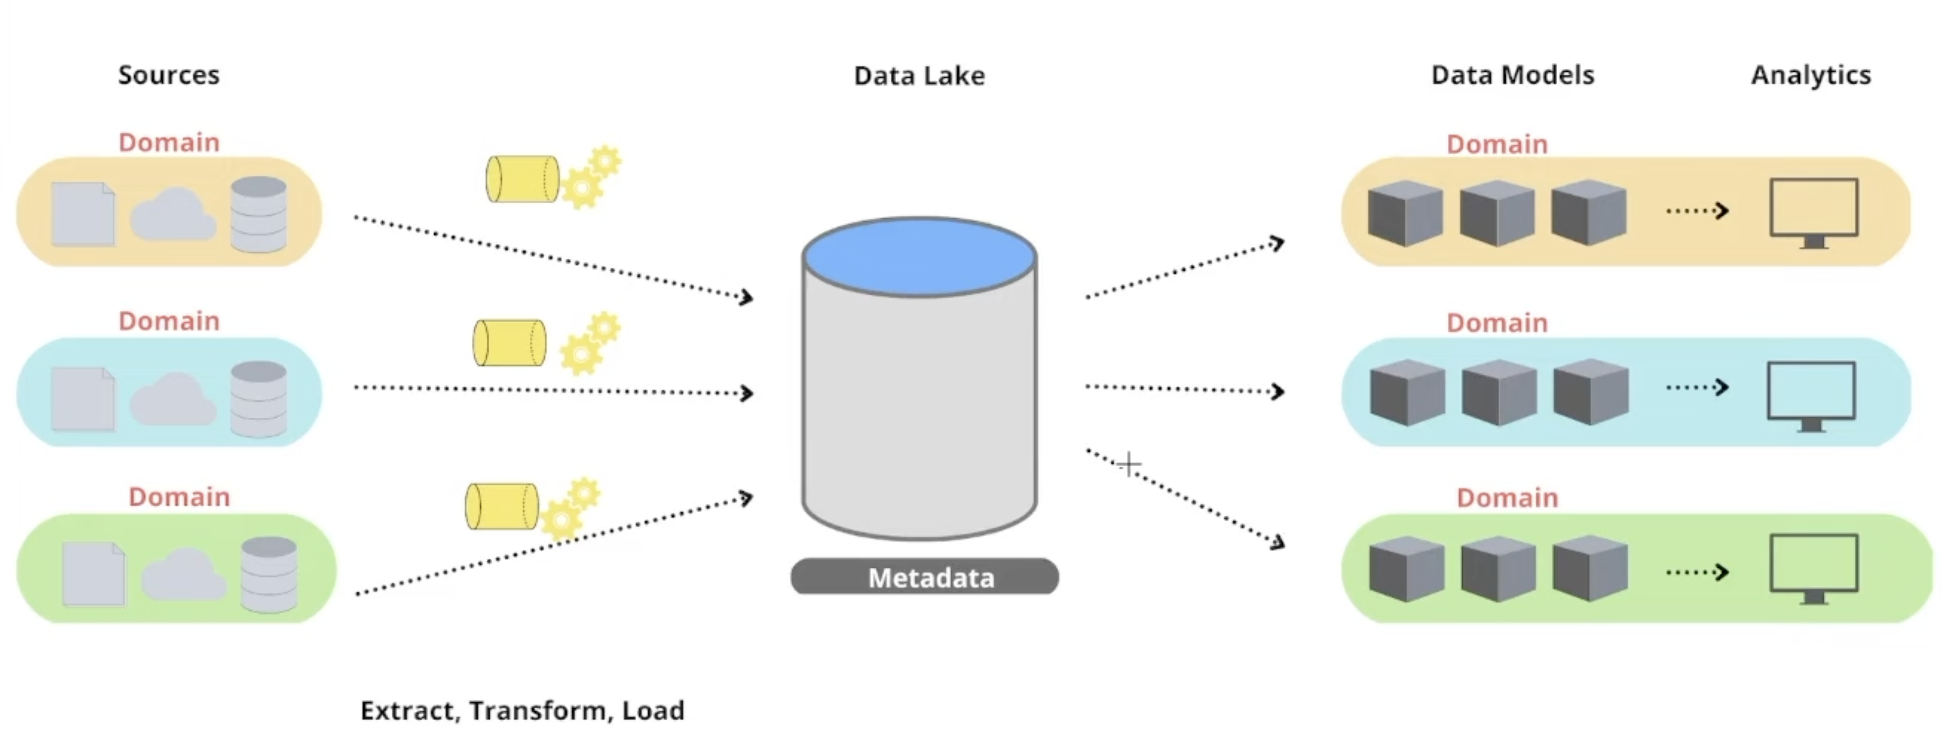 Sources
Data Lake
Data Models
Analytics
Domain
Domain
Domain
Domain
Domain
Domain
Metadata
Extract, Transform, Load